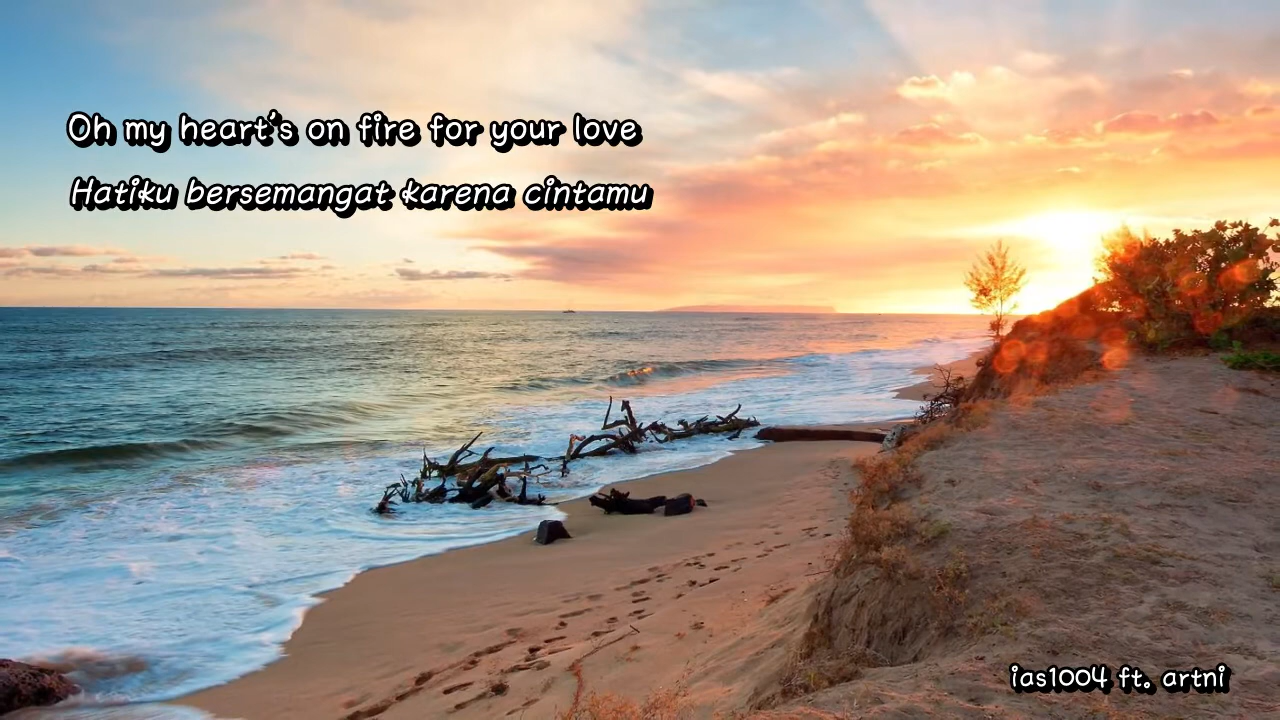 Oh my heart's on fire for your love
Hatiku bersemangat karena cintamu
ias1004 ft. artni